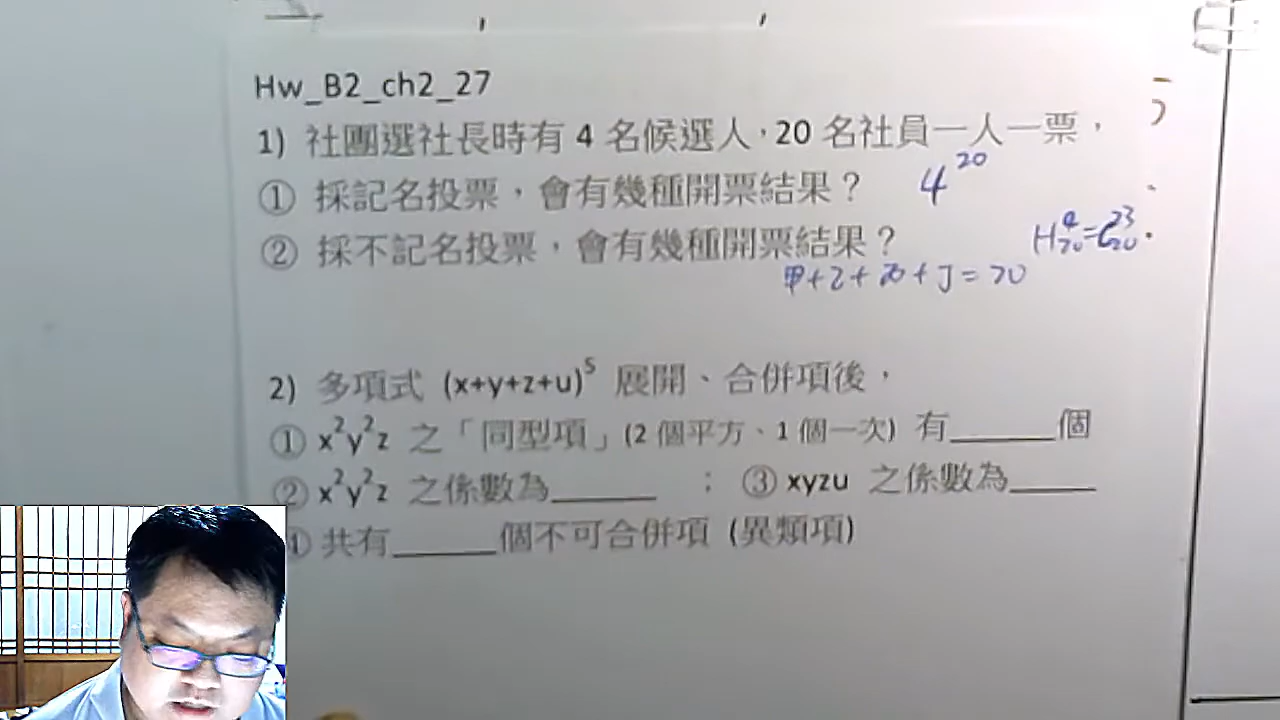 Hw_B2_ch2_27
1) 社團選社長時有 4 名候選人,20 名社員一人一票,
① 採記名投票,會有幾種開票結果? 4^20
② 採不記名投票,會有幾種開票結果? H^4_20=C^23_20.
甲+乙+丙+丁=20
2) 多項式 (x+y+z+u)^5 展開、合併項後,
① x^2y^2z 之「同型項」(2 個平方、1 個一次) 有______個
② x^2y^2z 之係數為______ ; ③ xyzu 之係數為_____
共有______個不可合併項 (異類項)